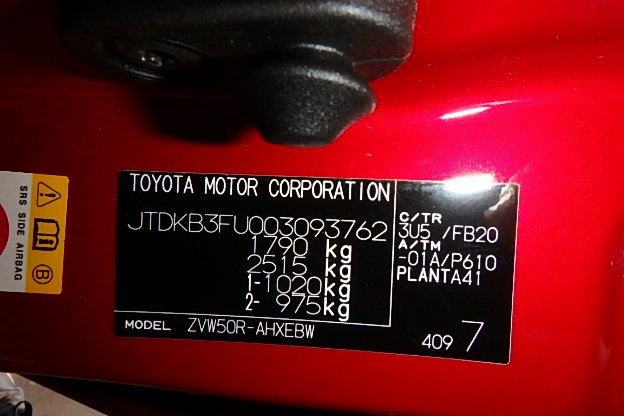 TOYOTA MOTOR CORPORATION
JTDKB3FU003093762
1790 kg
2515 kg
1-1020kg
2- 975kg
C/TR
3U5 /FB20
A/TM
-01A/P610
PLANTA41
MODEL ZVW50R-AHXEBW
409 7
SRS SIDE AIRBAG
B